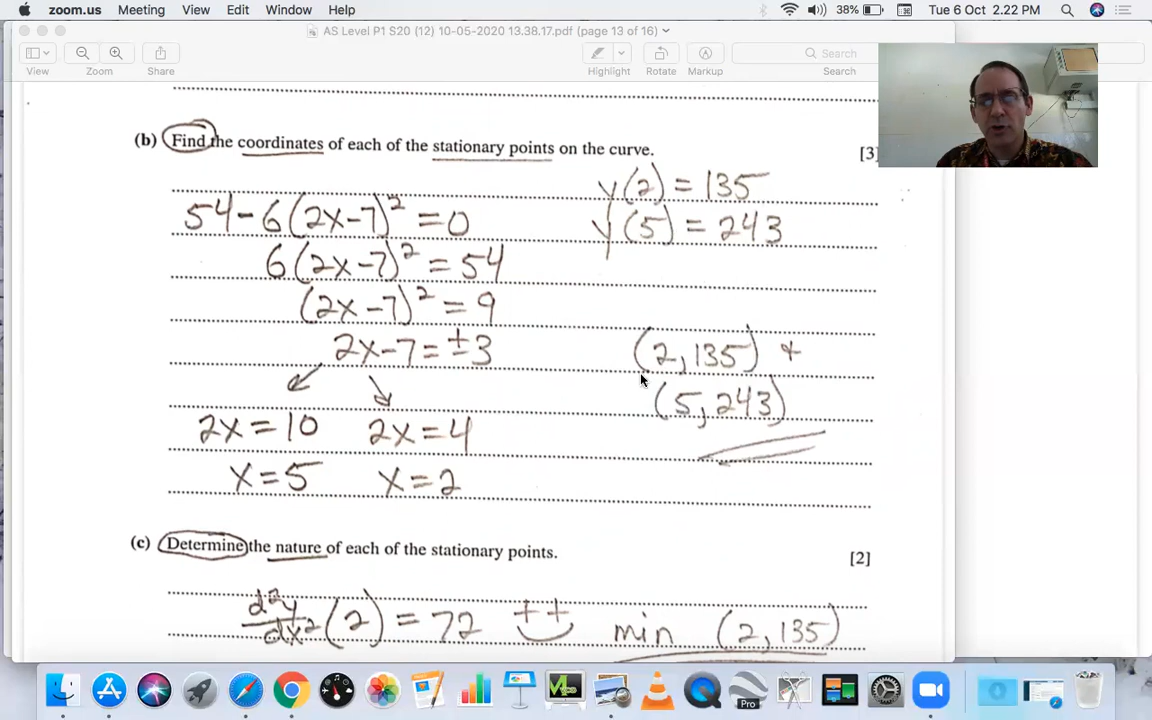 zoom.us Meeting View Edit Window Help 38% Tue 6 Oct 2.22 PM
AS Level P1 S20 (12) 10-05-2020 13.38.17.pdf (page 13 of 16)
View Zoom Share Highlight Rotate Markup Search
Search
(b) Find the coordinates of each of the stationary points on the curve. [3]
54-6(2x-7)²=0
6(2x-7)²=54
(2x-7)²=9
2x-7=±3
2x=10 2x=4
x=5 x=2
y(2)=135
y(5)=243
(2,135) +
(5,243)
(c) Determine the nature of each of the stationary points. [2]
d²y/dx²(2)=72 ++ min (2,135)
Pro